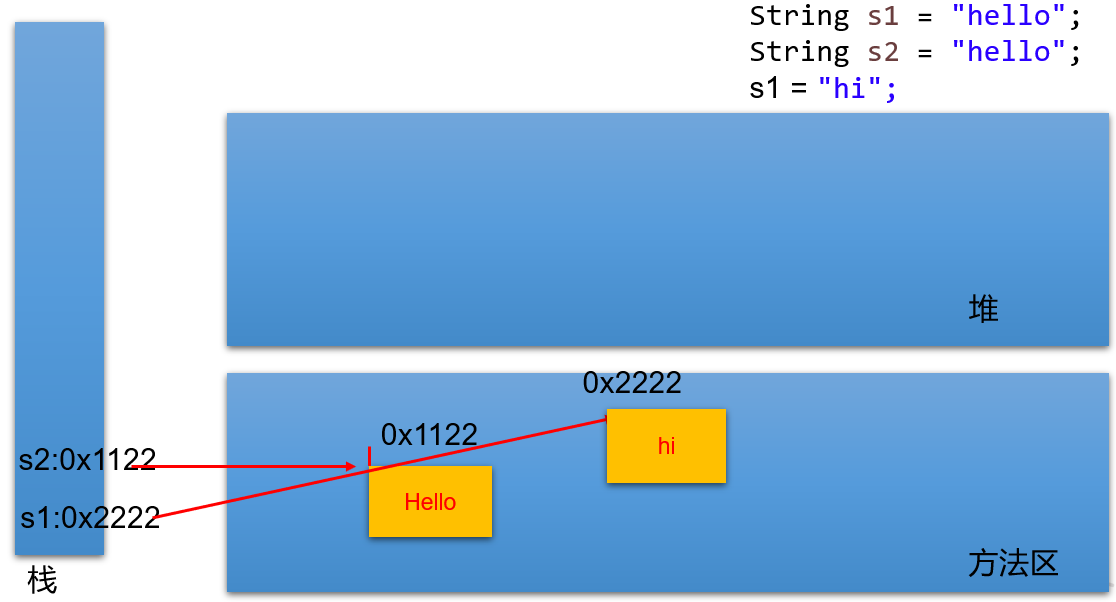 String s1 = "hello";
String s2 = "hello";
s1 = "hi";
堆
0x2222
0x1122
hi
s2:0x1122
Hello
s1:0x2222
方法区
栈